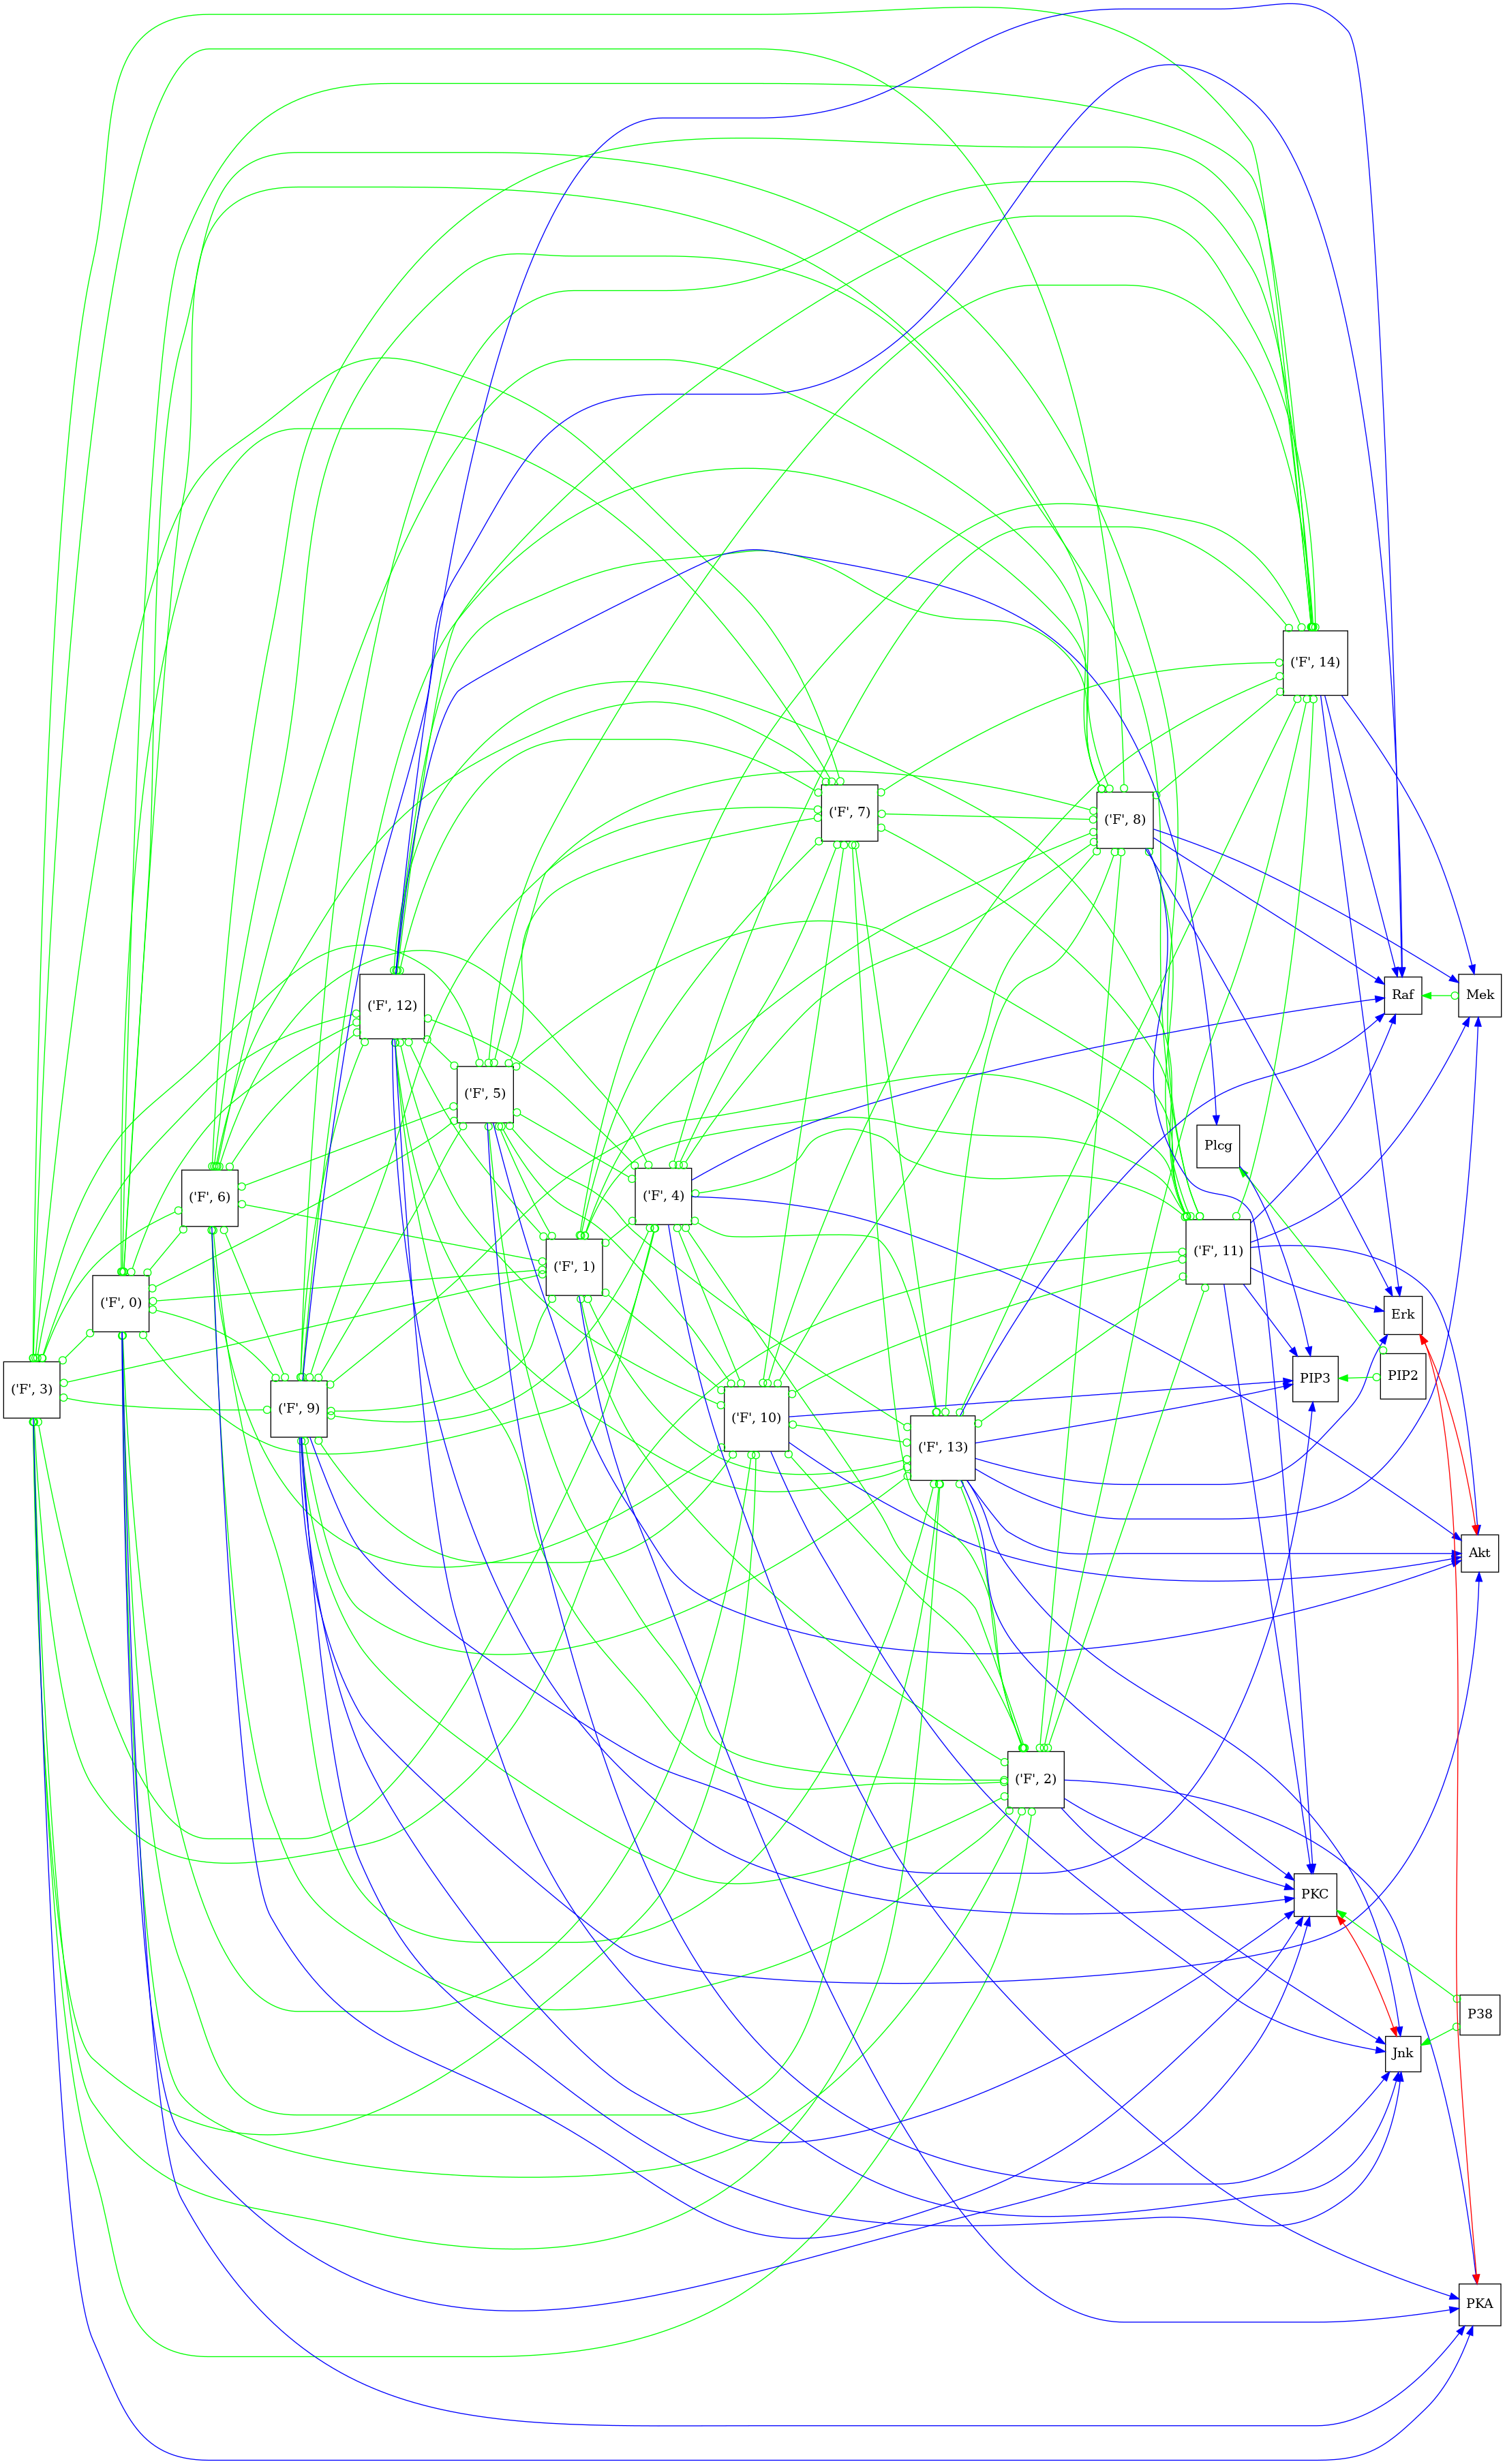 ('F', 14)
('F', 7)
('F', 8)
('F', 12)
Raf
Mek
('F', 5)
Plcg
('F', 6)
('F', 4)
('F', 11)
('F', 1)
('F', 0)
Erk
PIP3
PIP2
('F', 3)
('F', 9)
('F', 10)
('F', 13)
Akt
('F', 2)
PKC
P38
Jnk
PKA